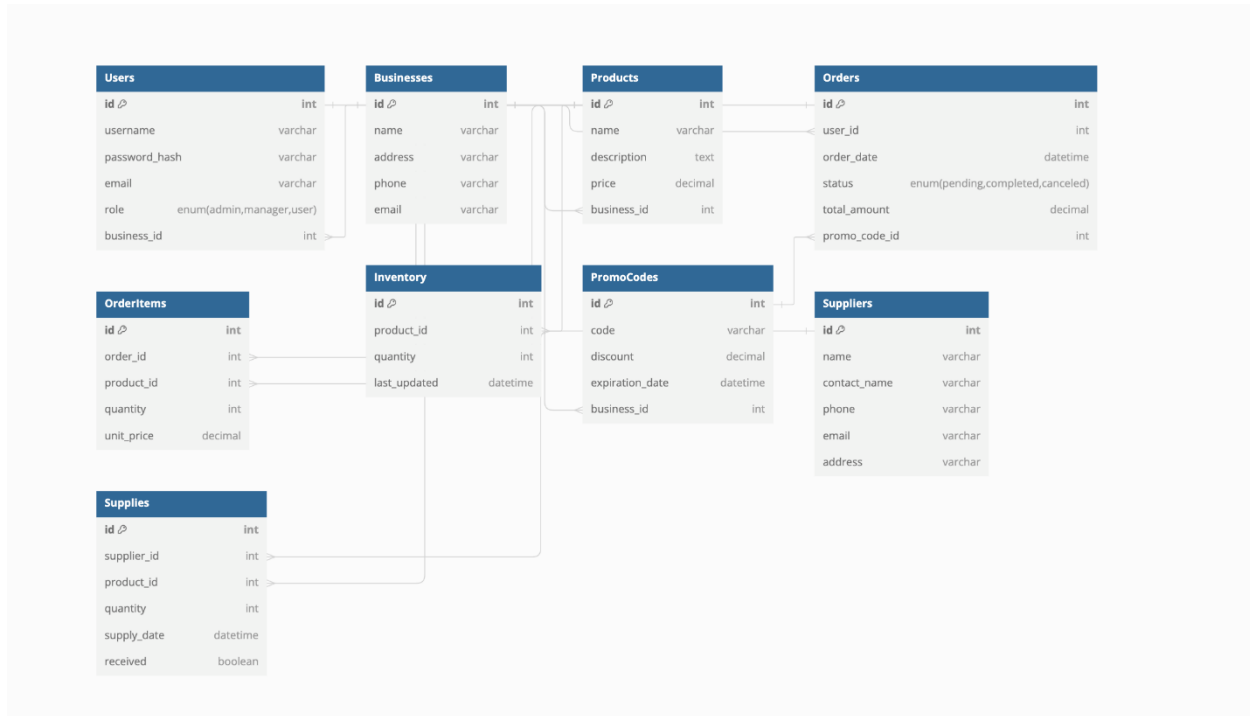 Users
id int
username varchar
password_hash varchar
email varchar
role enum(admin,manager,user)
business_id int
Businesses
id int
name varchar
address varchar
phone varchar
email varchar
Products
id int
name varchar
description text
price decimal
business_id int
Orders
id int
user_id int
order_date datetime
status enum(pending,completed,canceled)
total_amount decimal
promo_code_id int
OrderItems
id int
order_id int
product_id int
quantity int
unit_price decimal
Inventory
id int
product_id int
quantity int
last_updated datetime
PromoCodes
id int
code varchar
discount decimal
expiration_date datetime
business_id int
Suppliers
id int
name varchar
contact_name varchar
phone varchar
email varchar
address varchar
Supplies
id int
supplier_id int
product_id int
quantity int
supply_date datetime
received boolean